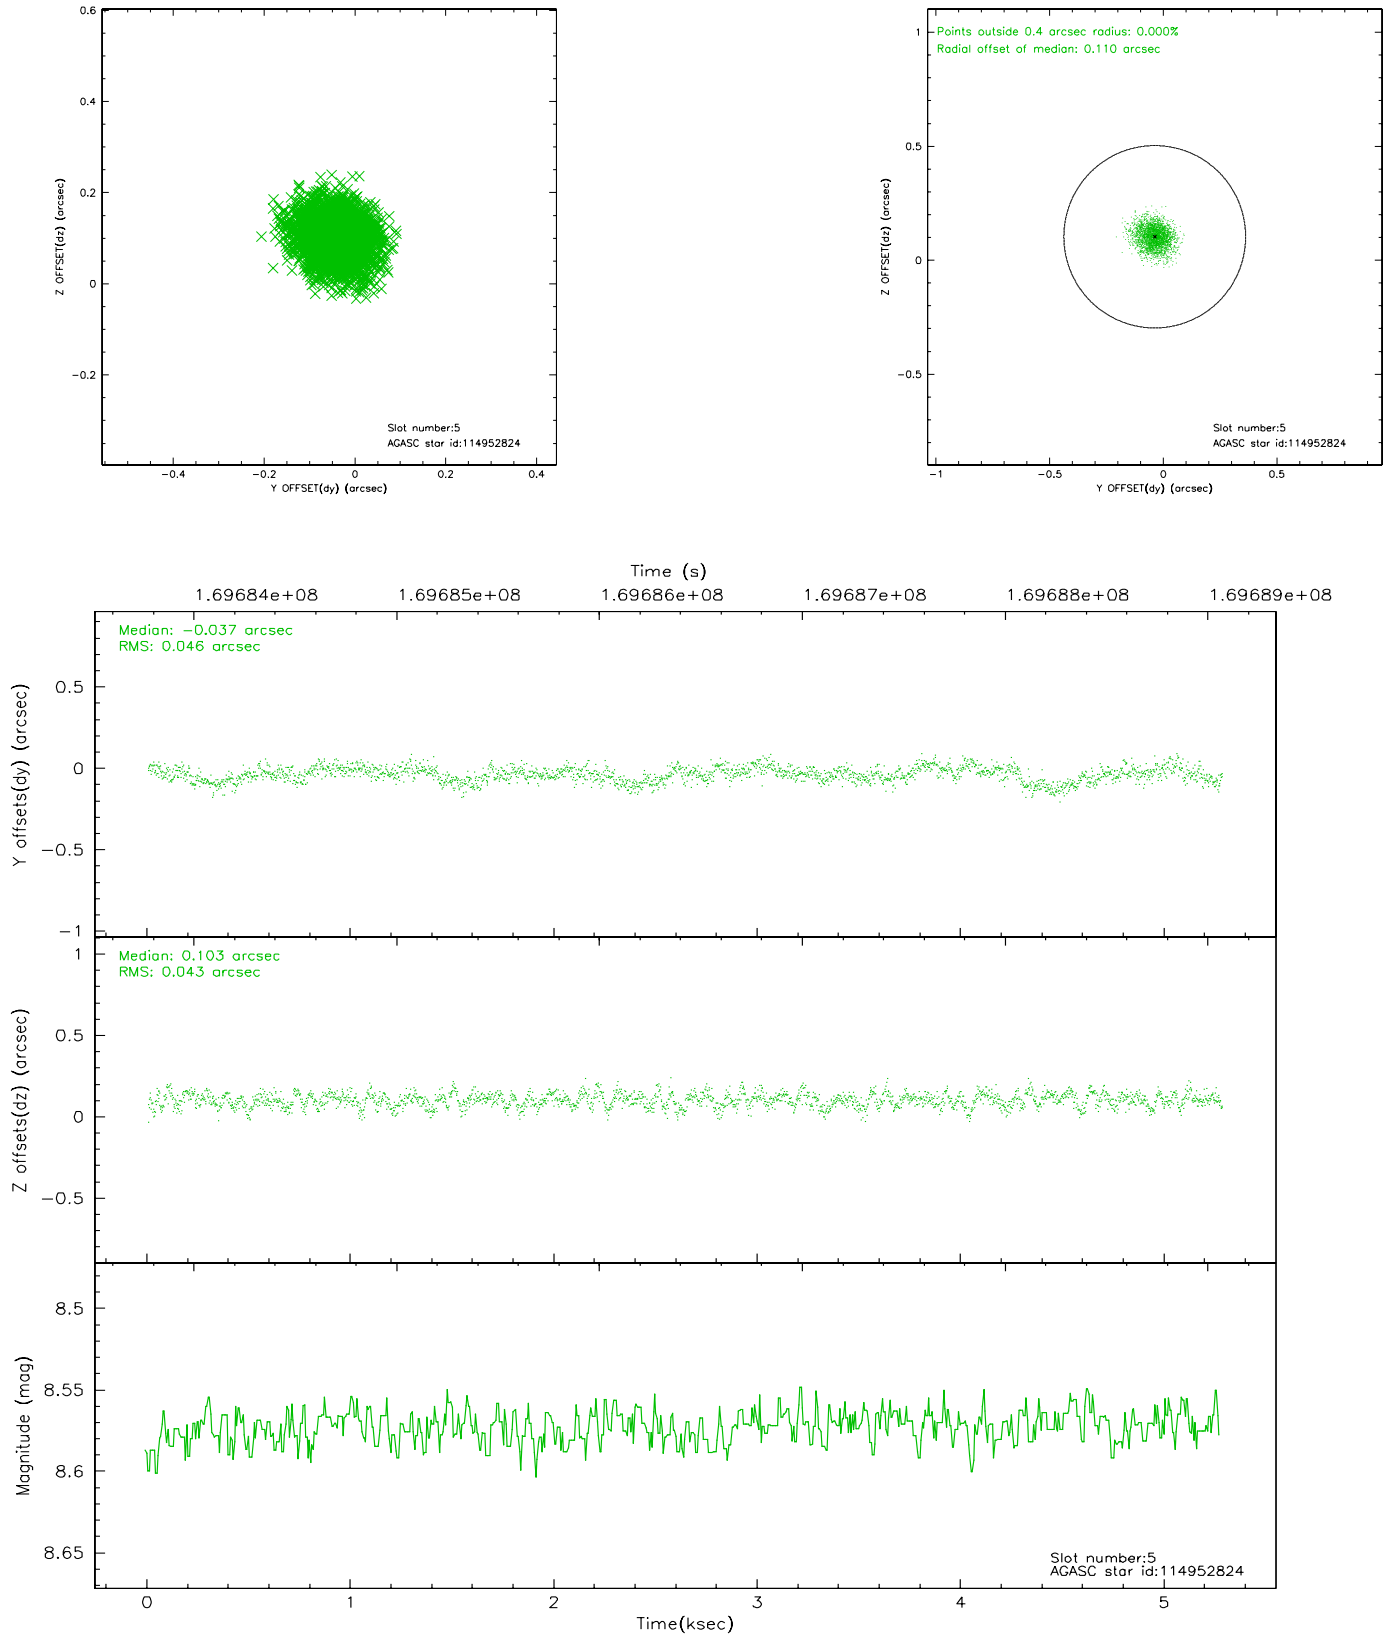 0.6
0.4
0.2
0
-0.2
-0.4
-0.2
0
0.2
0.4
Z OFFSET(dz) (arcsec)
Y OFFSET(dy) (arcsec)
Slot number:5
AGASC star id:114952824
Points outside 0.4 arcsec radius: 0.000%
Radial offset of median: 0.110 arcsec
1
0.5
0
-0.5
-1
-0.5
0
0.5
Z OFFSET(dz) (arcsec)
Y OFFSET(dy) (arcsec)
Slot number:5
AGASC star id:114952824
Time (s)
1.69684e+08 1.69685e+08 1.69686e+08 1.69687e+08 1.69688e+08 1.69689e+08
Median: -0.037 arcsec
RMS: 0.046 arcsec
0.5
0
-0.5
-1
Y offsets(dy) (arcsec)
Median: 0.103 arcsec
RMS: 0.043 arcsec
1
0.5
0
-0.5
Z offsets(dz) (arcsec)
8.5
8.55
8.6
8.65
Magnitude (mag)
Slot number:5
AGASC star id:114952824
0 1 2 3 4 5
Time(ksec)